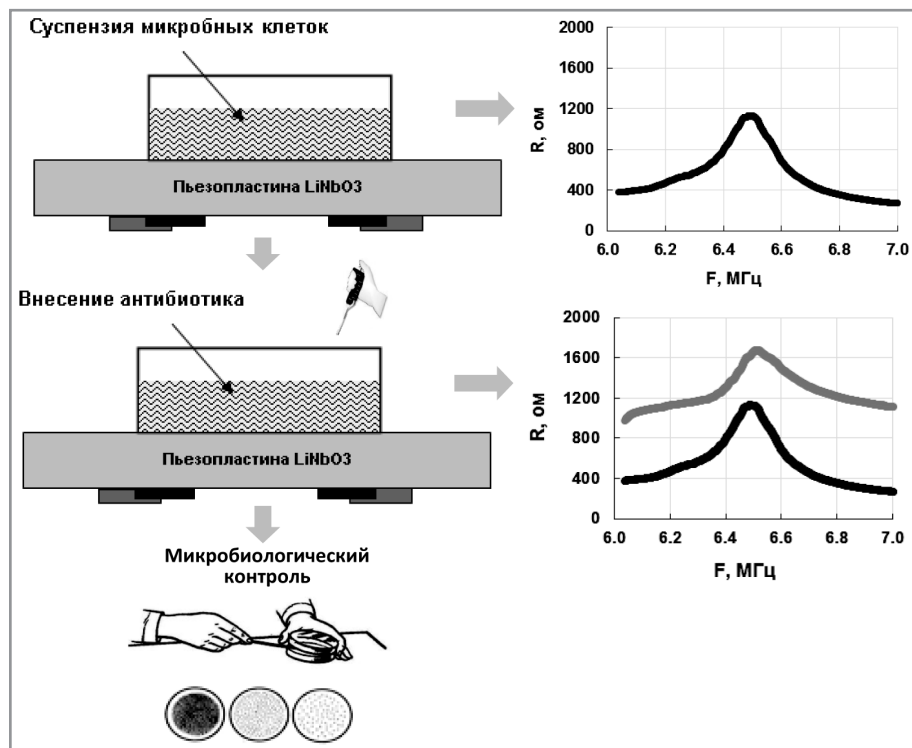 Суспензия микробных клеток
Пьезопластина LiNbO3
2000
1600
1200
800
400
0
R, ом
6.0 6.2 6.4 6.6 6.8 7.0
F, МГц
Внесение антибиотика
Пьезопластина LiNbO3
2000
1600
1200
800
400
0
R, ом
6.0 6.2 6.4 6.6 6.8 7.0
F, МГц
Микробиологический
контроль